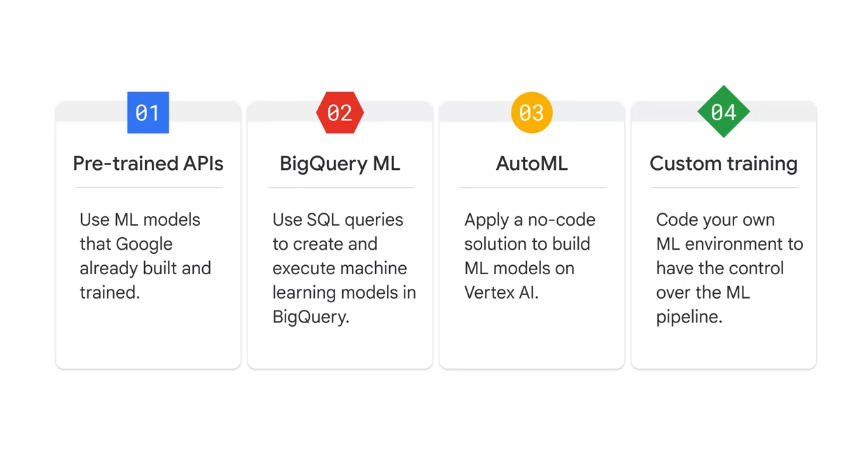 01
Pre-trained APIs
Use ML models
that Google
already built and
trained.
02
BigQuery ML
Use SQL queries
to create and
execute machine
learning models in
BigQuery.
03
AutoML
Apply a no-code
solution to build
ML models on
Vertex AI.
04
Custom training
Code your own
ML environment to
have the control
over the ML
pipeline.